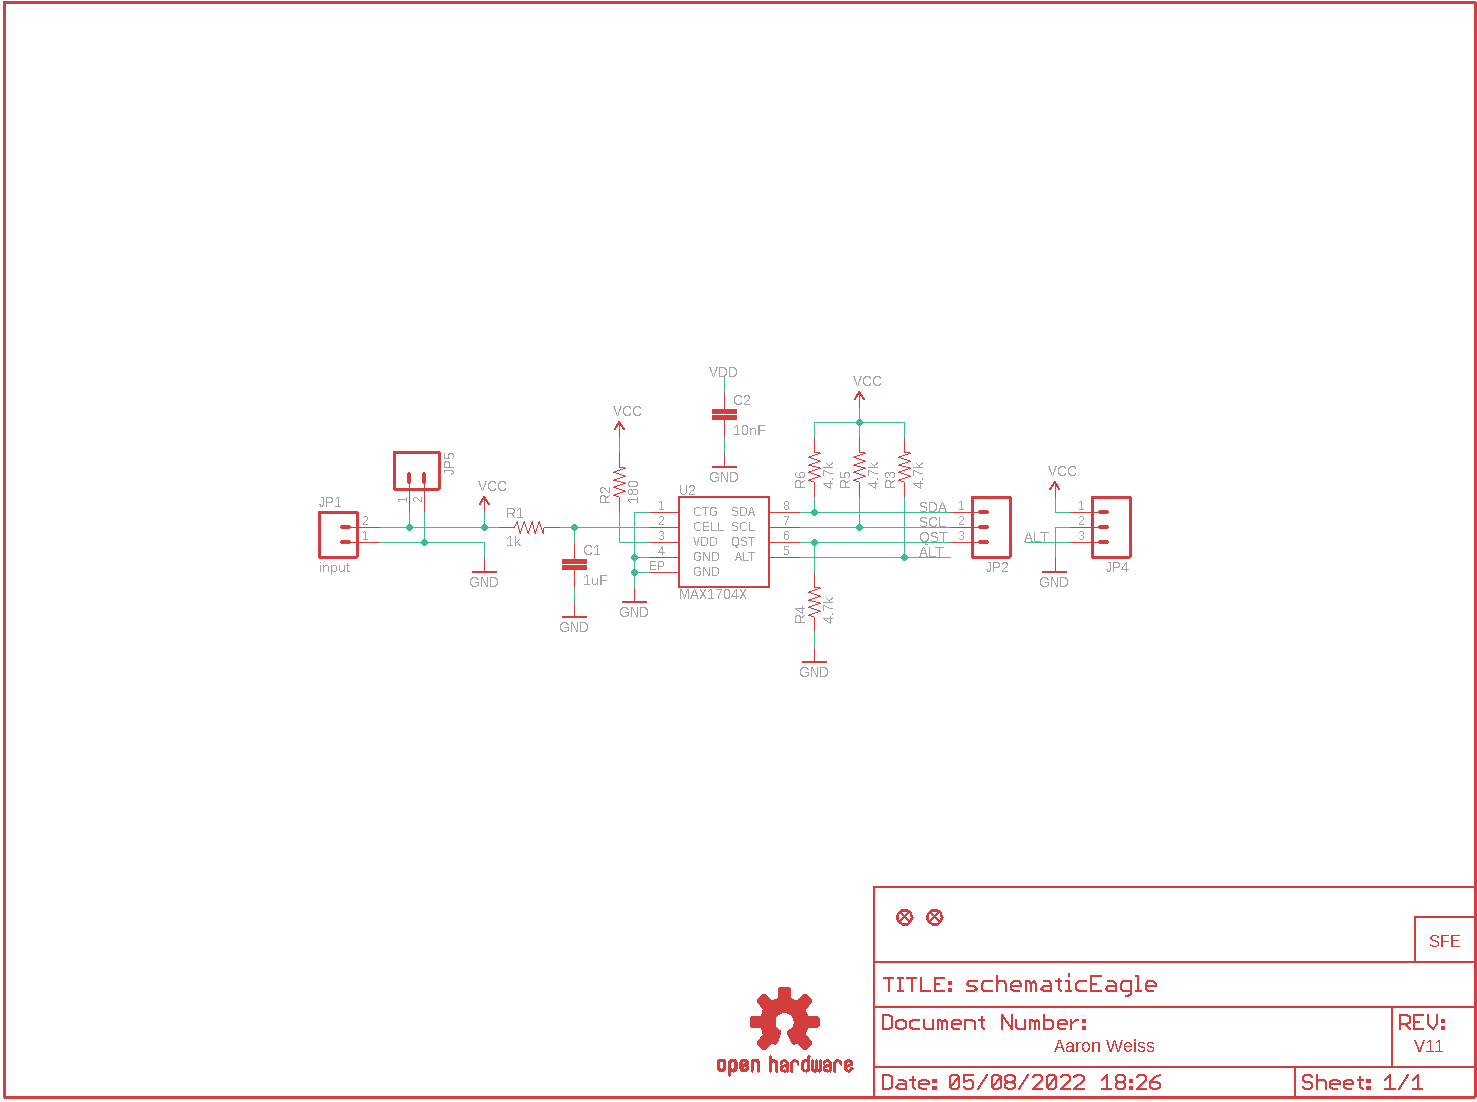 VDD
C2
10nF
GND
VCC
VCC
R2
180
R6
4.7k
R5
4.7k
R3
4.7k
JP5
1
2
VCC
JP1
2
1
input
GND
R1
1k
C1
1uF
GND
U2
1 CTG SDA 8
2 CELL SCL 7
3 VDD QST 6
4 GND ALT 5
EP GND
MAX1704X
GND
R4
4.7k
GND
SDA 1
SCL 2
QST 3
ALT
JP2
VCC
1
2
ALT 3
GND
JP4
SFE
TITLE: schematicEagle
Document Number:
Aaron Weiss
REV:
V11
Date: 05/08/2022 18:26
Sheet: 1/1
open hardware